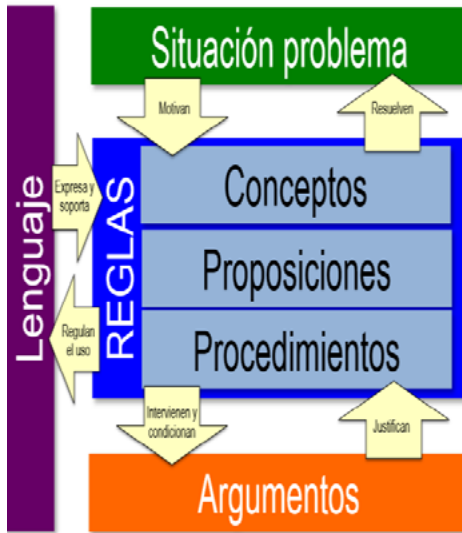 Situación problema
Motivan
Resuelven
Lenguaje
Expresa y
soporta
REGLAS
Conceptos
Proposiciones
Procedimientos
Regulan
el uso
Intervienen y
condicionan
Justifican
Argumentos